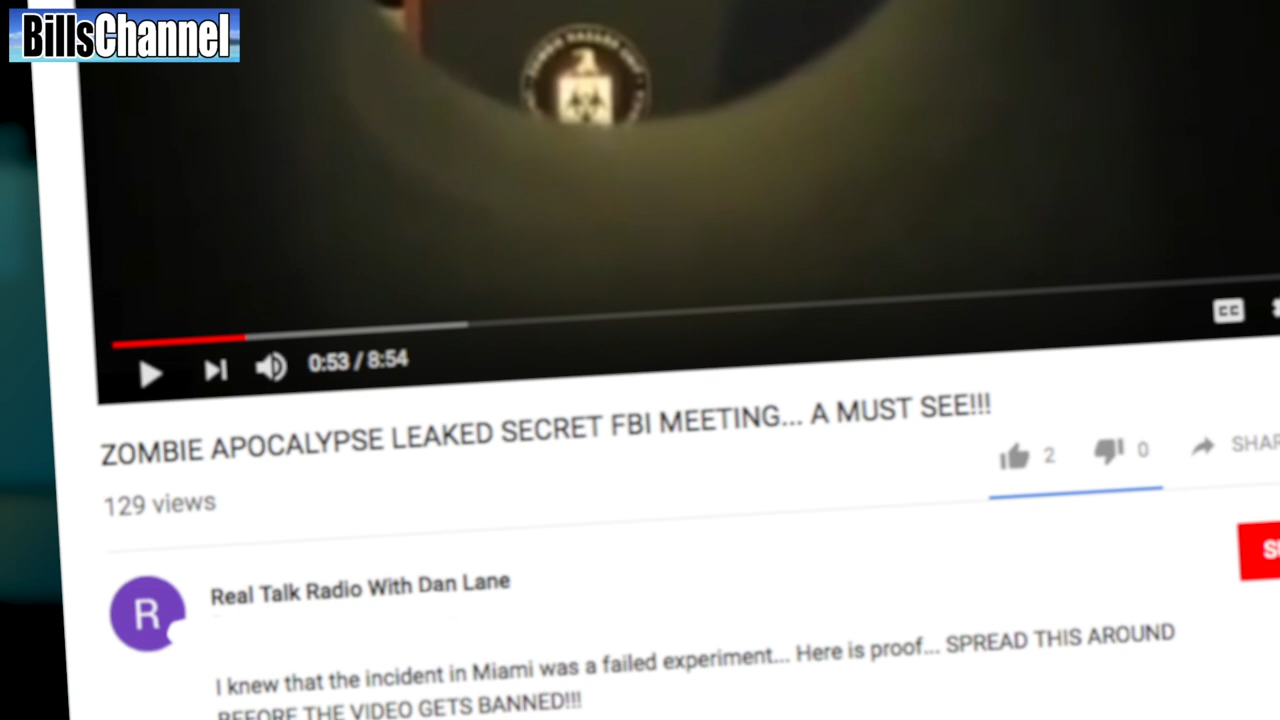 BillsChannel
CC
0:53 / 8:54
ZOMBIE APOCALYPSE LEAKED SECRET FBI MEETING... A MUST SEE!!!
2 0 SHAR
129 views
S
R
Real Talk Radio With Dan Lane
I knew that the incident in Miami was a failed experiment... Here is proof... SPREAD THIS AROUND
BEFORE THE VIDEO GETS BANNED!!!